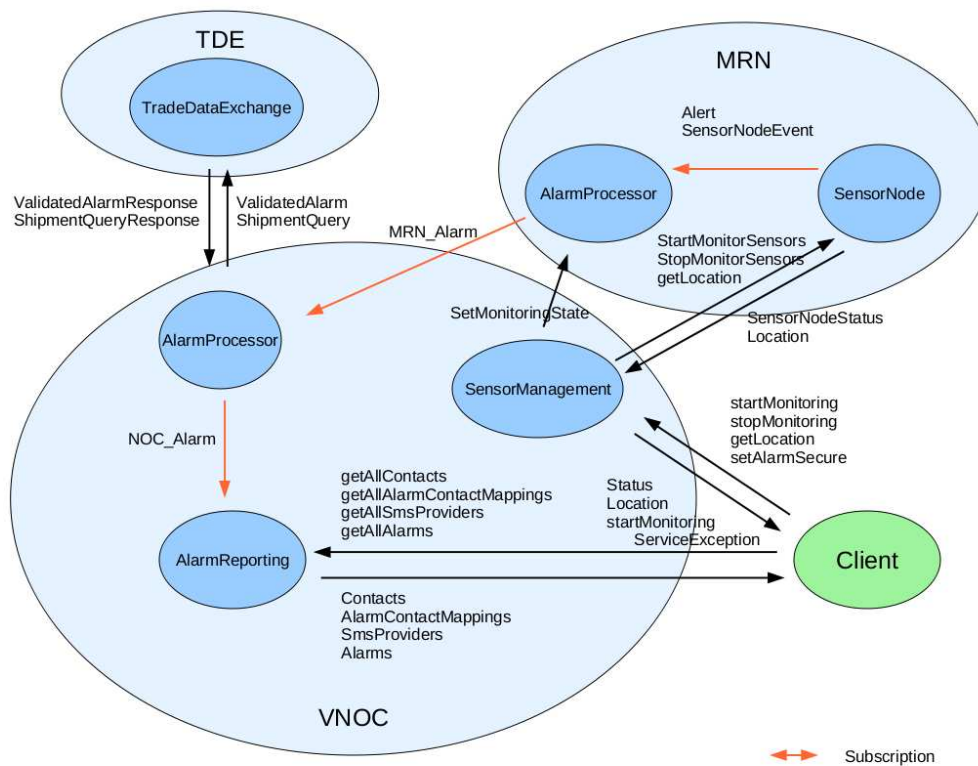 TDE
TradeDataExchange
MRN
Alert
SensorNodeEvent
AlarmProcessor
SensorNode
ValidatedAlarmResponse
ShipmentQueryResponse
ValidatedAlarm
ShipmentQuery
MRN_Alarm
StartMonitorSensors
StopMonitorSensors
getLocation
SetMonitoringState
SensorNodeStatus
Location
AlarmProcessor
SensorManagement
NOC_Alarm
startMonitoring
stopMonitoring
getLocation
setAlarmSecure
getAllContacts
getAllAlarmContactMappings
getAllSmsProviders
getAllAlarms
Status
Location
startMonitoring
ServiceException
AlarmReporting
Client
Contacts
AlarmContactMappings
SmsProviders
Alarms
VNOC
Subscription